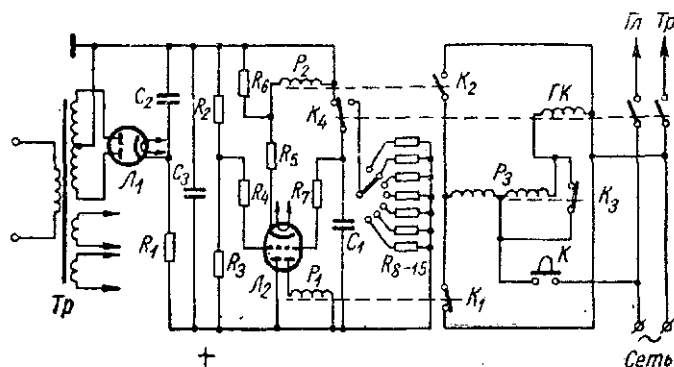 Гл Тр
P₂
K₂
R₆
C₂
K₄
ГК
R₂
C₃
R₅
Л₁
R₄
R₇
P₃
K₃
C₁
R₁
R₃
Л₂
R₈₋₁₅
K
P₁
K₁
Тр
+
~
Сеть